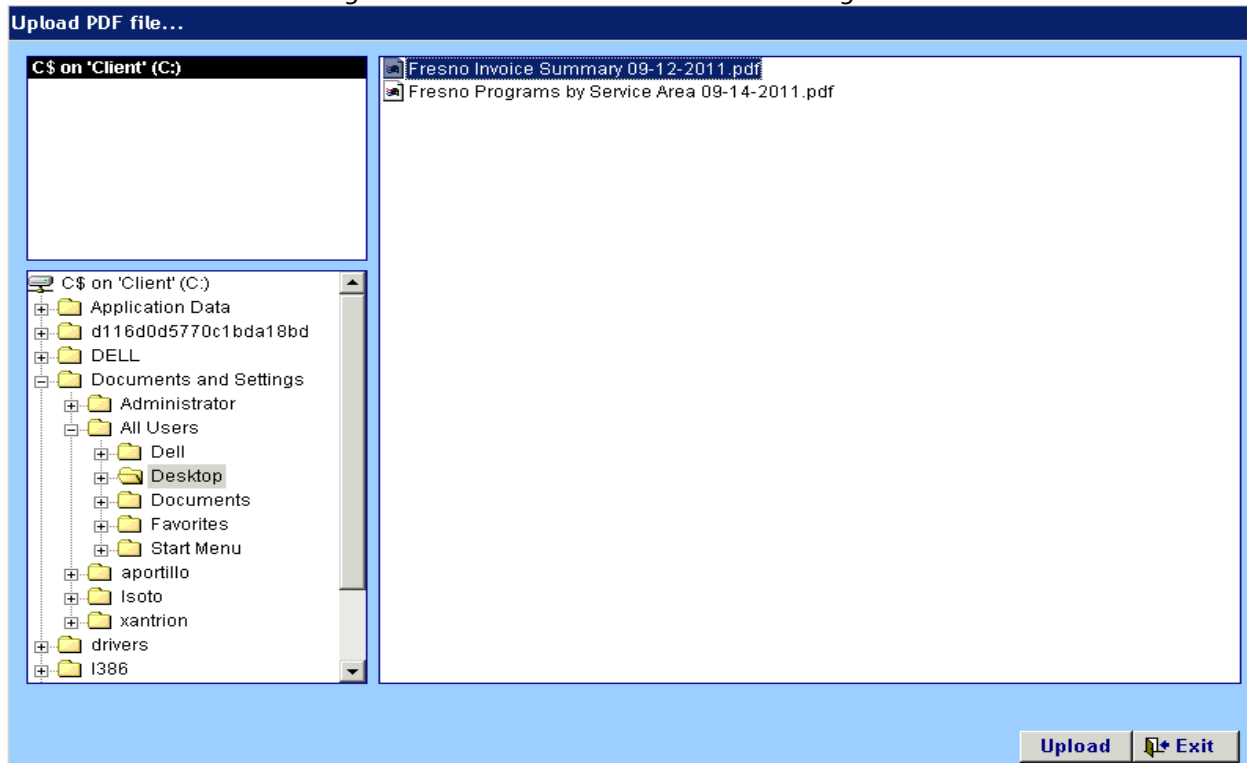 Upload PDF file...
C$ on 'Client' (C:)
Fresno Invoice Summary 09-12-2011.pdf
Fresno Programs by Service Area 09-14-2011.pdf
C$ on 'Client' (C:)
Application Data
d116d0d5770c1bda18bd
DELL
Documents and Settings
Administrator
All Users
Dell
Desktop
Documents
Favorites
Start Menu
aportillo
lsoto
xantrion
drivers
I386
Upload
Exit